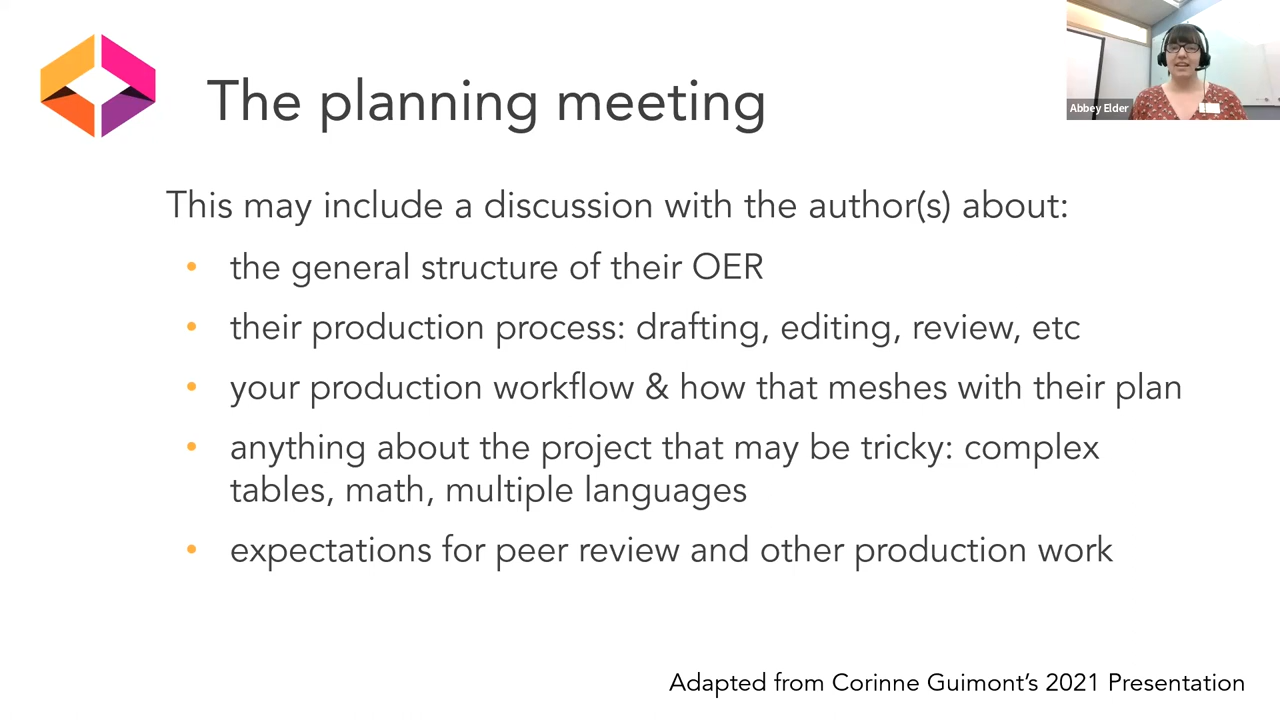 The planning meeting
Abbey Elder
This may include a discussion with the author(s) about:
• the general structure of their OER
• their production process: drafting, editing, review, etc
• your production workflow & how that meshes with their plan
• anything about the project that may be tricky: complex
tables, math, multiple languages
• expectations for peer review and other production work
Adapted from Corinne Guimont's 2021 Presentation